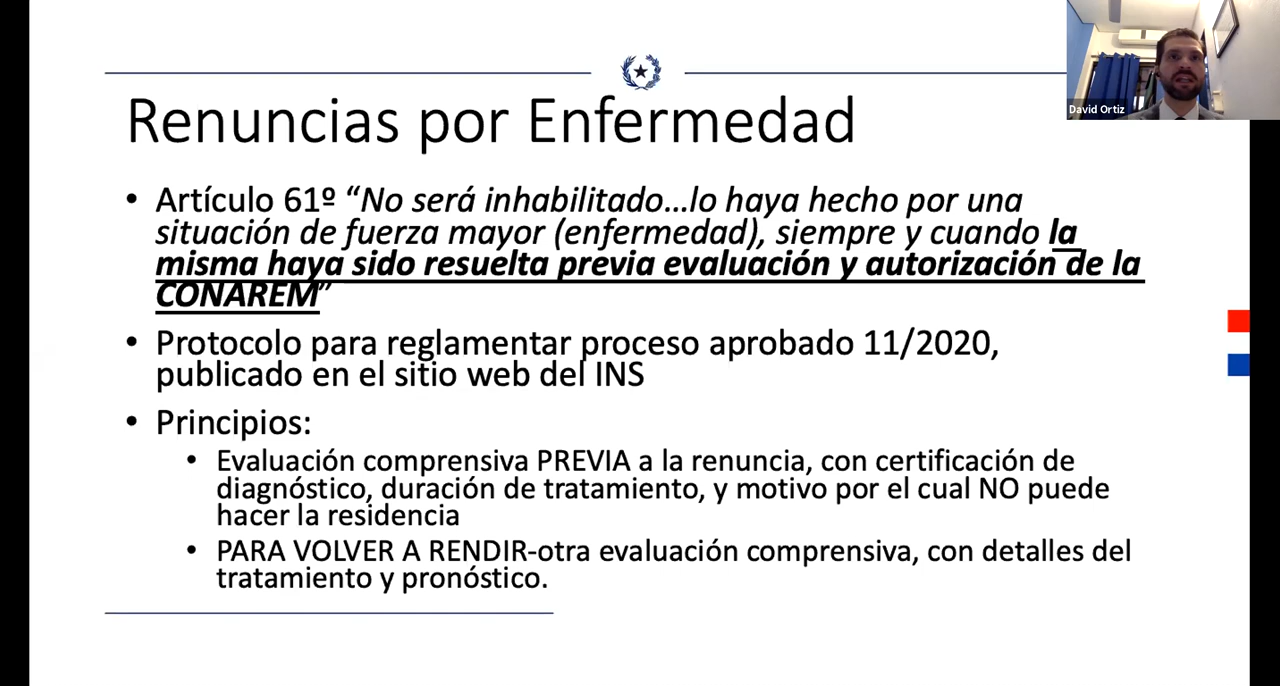 David Ortiz
Renuncias por Enfermedad
• Artículo 61º “No será inhabilitado...lo haya hecho por una
situación de fuerza mayor (enfermedad), siempre y cuando la
misma haya sido resuelta previa evaluación y autorización de la
CONAREM”
• Protocolo para reglamentar proceso aprobado 11/2020,
publicado en el sitio web del INS
• Principios:
• Evaluación comprensiva PREVIA a la renuncia, con certificación de
diagnóstico, duración de tratamiento, y motivo por el cual NO puede
hacer la residencia
• PARA VOLVER A RENDIR-otra evaluación comprensiva, con detalles del
tratamiento y pronóstico.